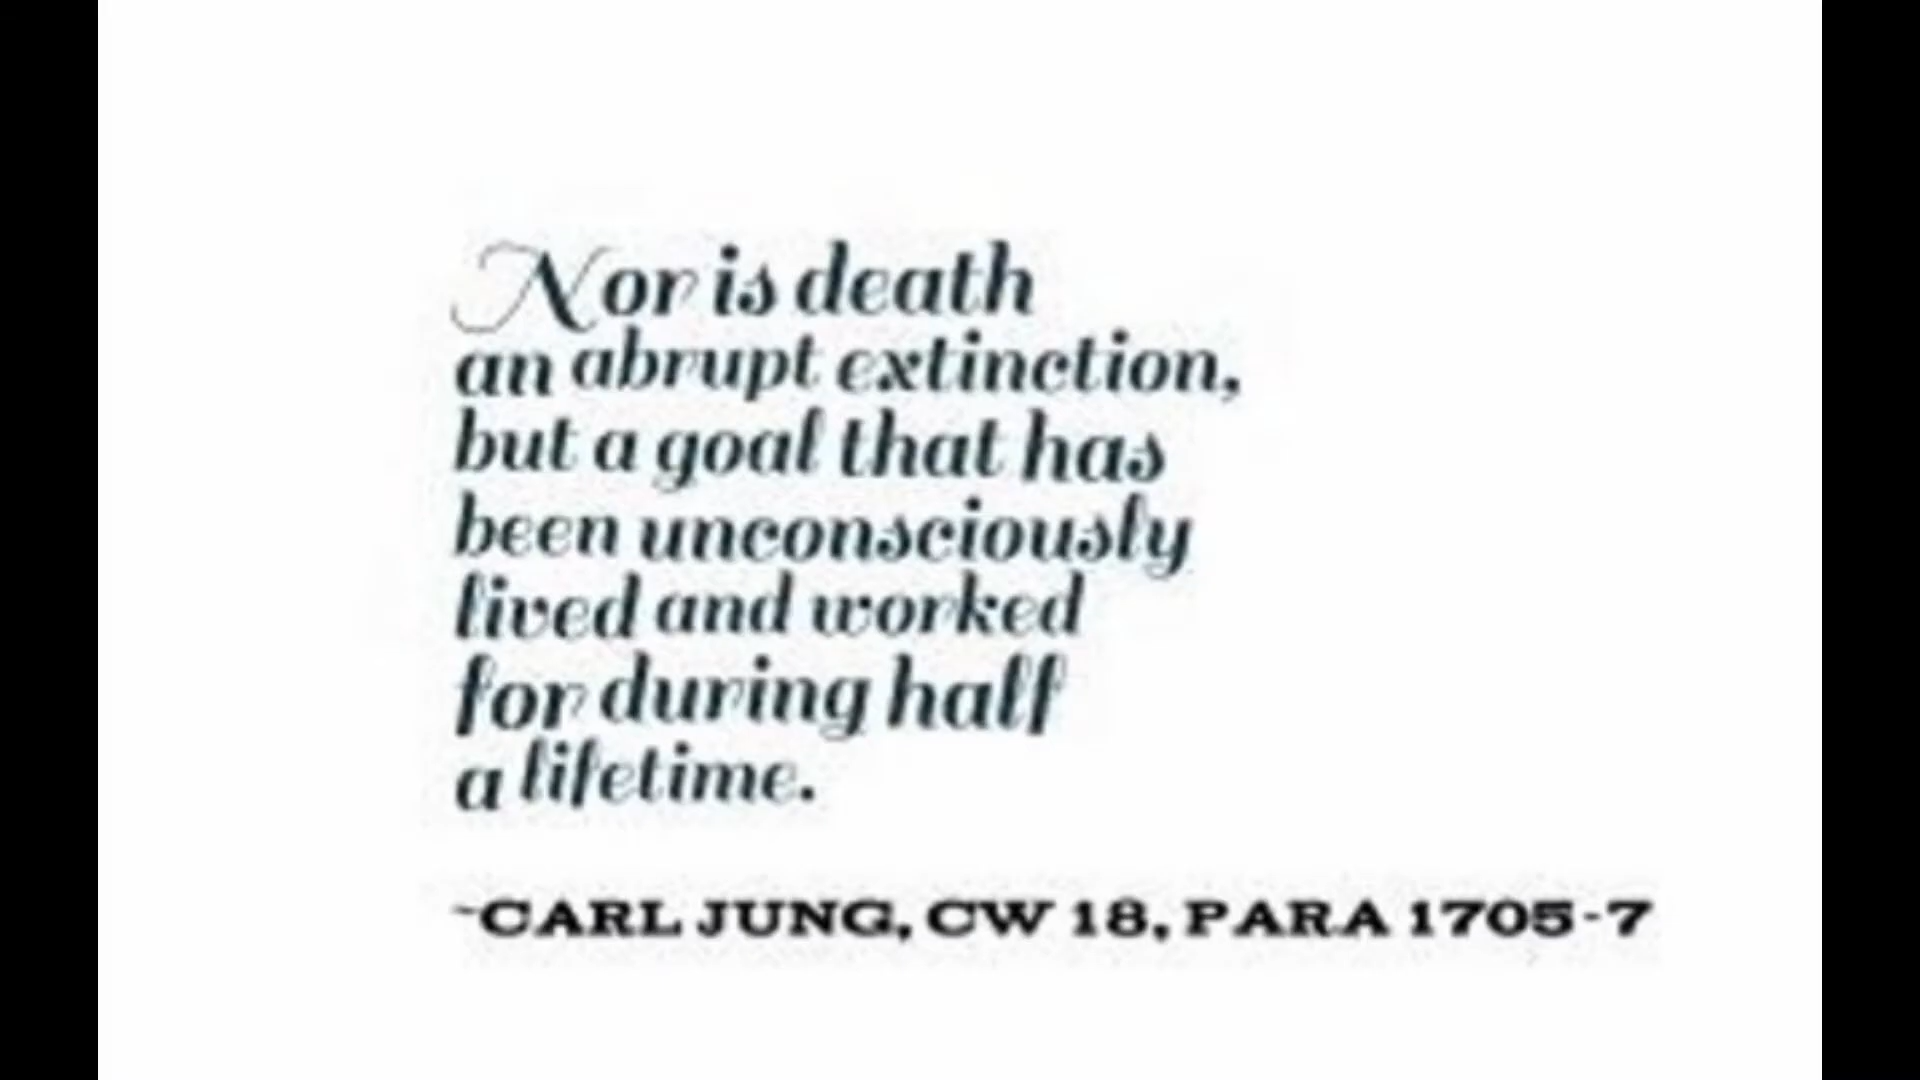 Nor is death
an abrupt extinction,
but a goal that has
been unconsciously
lived and worked
for during half
a lifetime.
~CARL JUNG, CW 18, PARA 1705-7